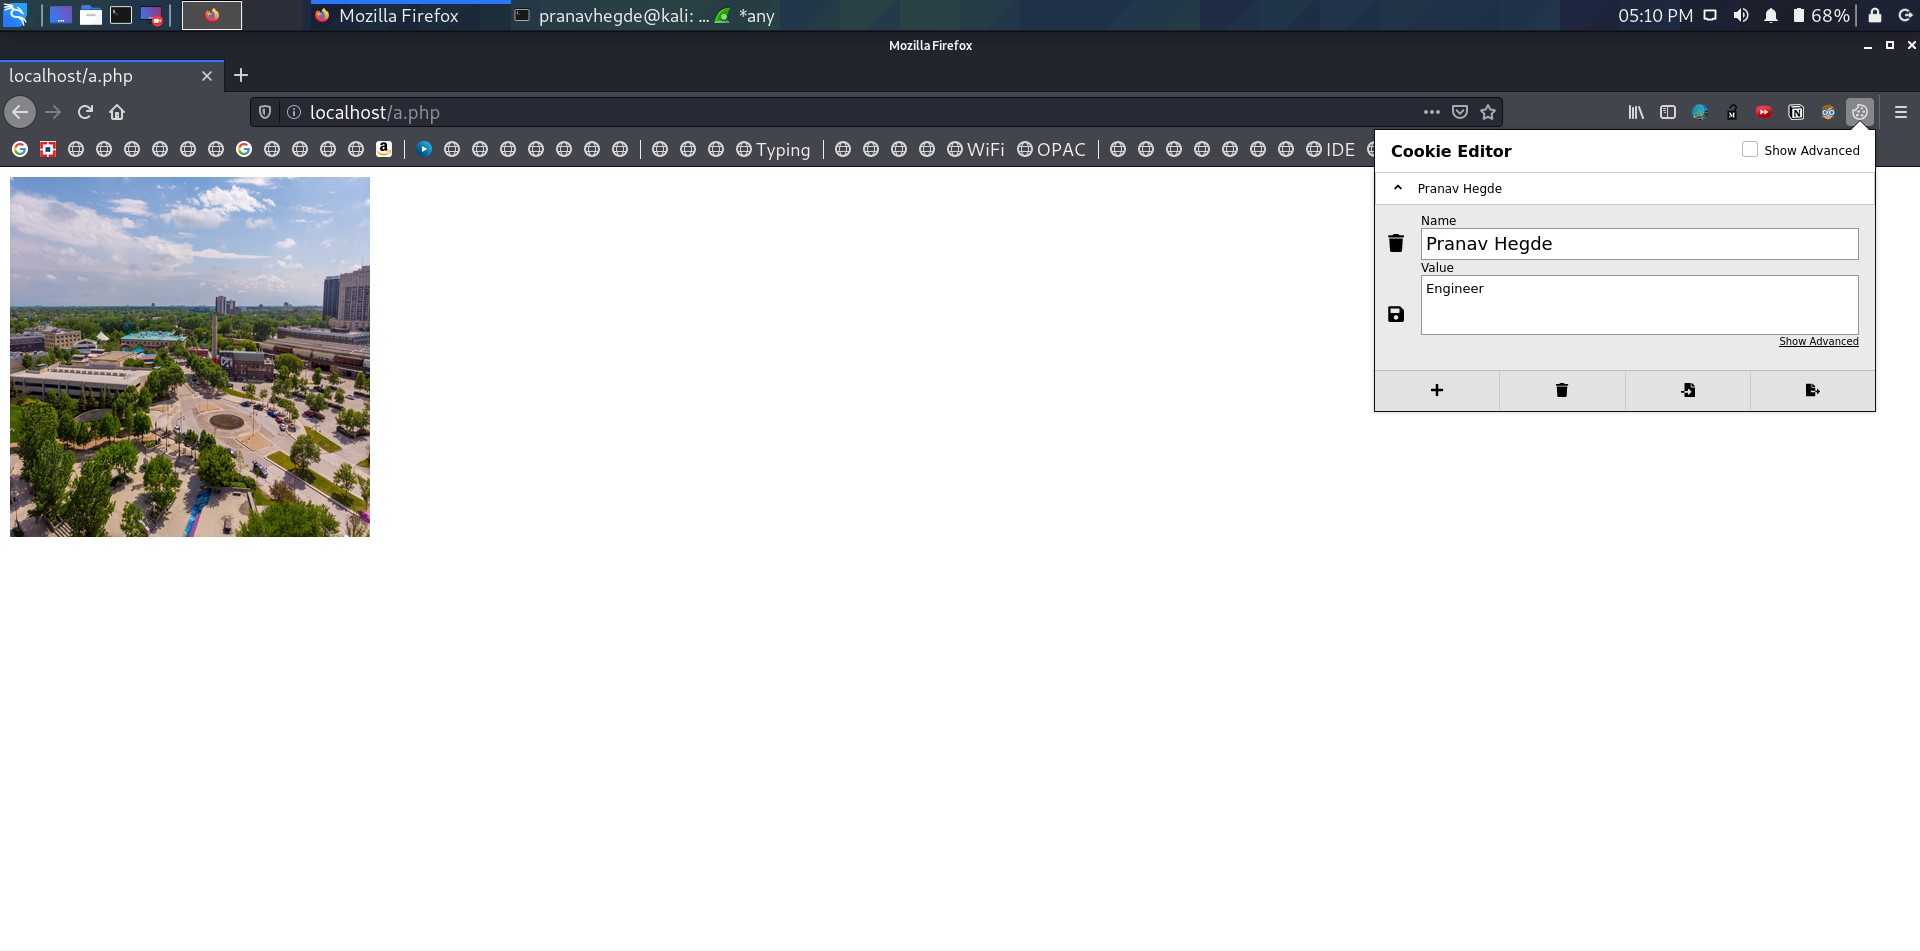 Mozilla Firefox pranavhegde@kali: ... *any 05:10 PM 68%
Mozilla Firefox
localhost/a.php
localhost/a.php
Typing WiFi OPAC IDE
Cookie Editor Show Advanced
Pranav Hegde
Name
Pranav Hegde
Value
Engineer
Show Advanced